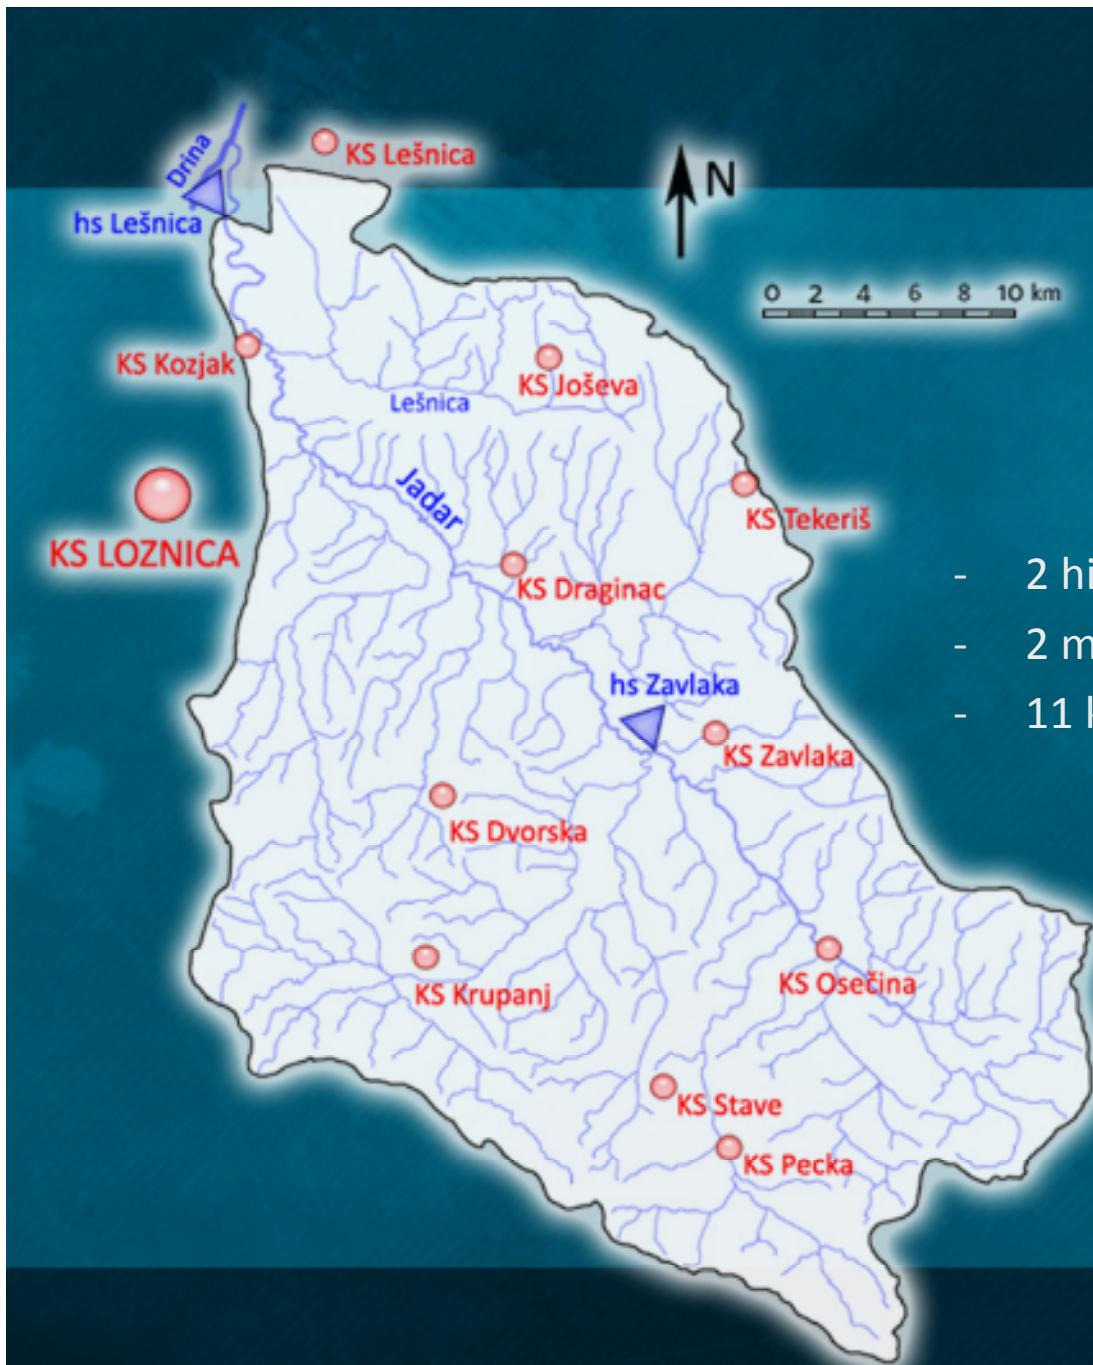 Drina
KS Lešnica
N
hs Lešnica
0 2 4 6 8 10 km
KS Kozjak
KS Joševa
Lešnica
Jadar
KS Tekeriš
KS LOZNICA
KS Draginac
- 2 hi
- 2 m
- 11 k
hs Zavlaka
KS Zavlaka
KS Dvorska
KS Osečina
KS Krupanj
KS Stave
KS Pecka